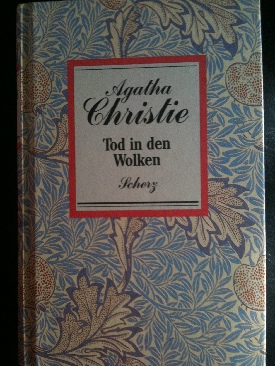 Agatha
Christie
Tod in den
Wolken
Scherz